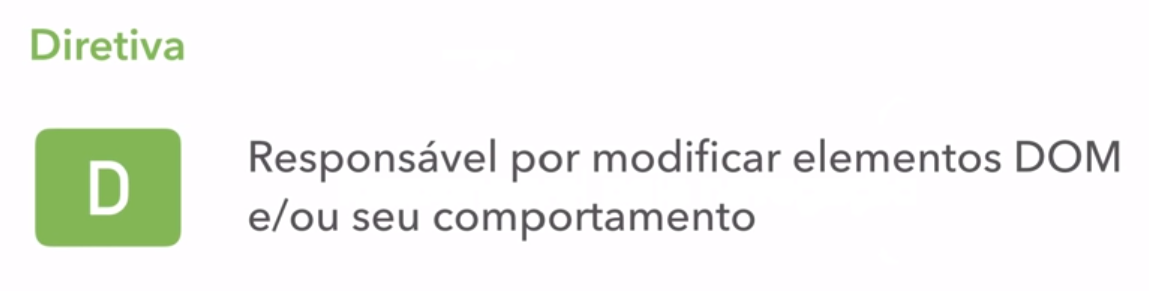 Diretiva
D
Responsável por modificar elementos DOM
e/ou seu comportamento